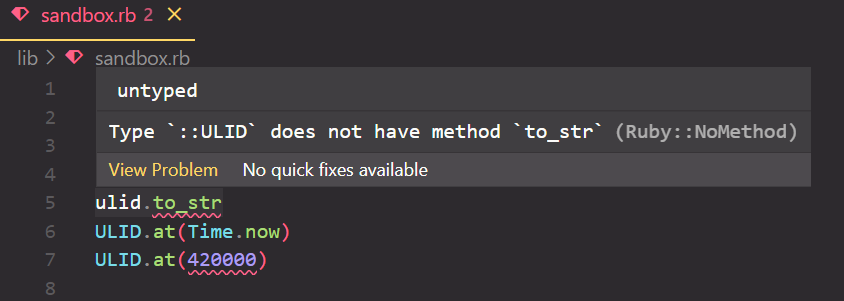 sandbox.rb 2 ×
lib > sandbox.rb
1
untyped
2
Type `::ULID` does not have method `to_str` (Ruby::NoMethod)
3
4
View Problem No quick fixes available
5 ulid.to_str
6 ULID.at(Time.now)
7 ULID.at(420000)
8